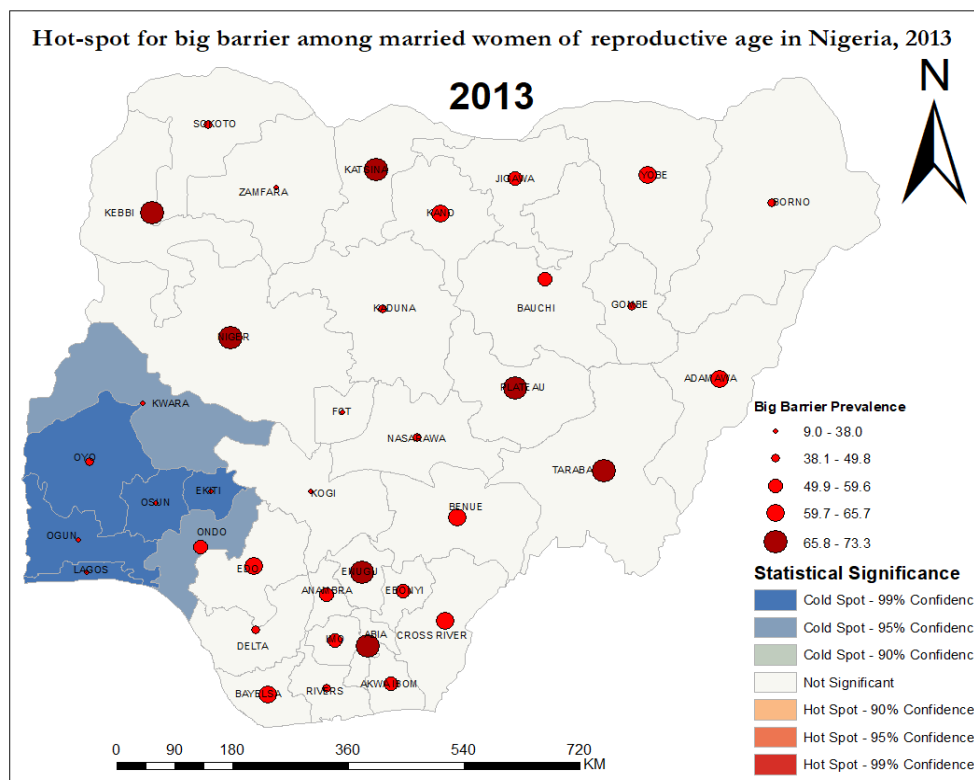 Hot-spot for big barrier among married women of reproductive age in Nigeria, 2013
2013
N
SOKOTO
KATSINA
JIGAWA
YOBE
ZAMFARA
BORNO
KEBBI
KANO
KADUNA
BAUCHI
GOMBE
NIGER
PLATEAU
ADAMAWA
KWARA
FCT
NASARAWA
OYO
TARABA
OSUN
EKITI
KOGI
BENUE
OGUN
ONDO
LAGOS
EDO
ENUGU
ANAMBRA
EBONYI
DELTA
IMO
ABIA
CROSS RIVER
BAYELSA
RIVERS
AKWA IBOM
Big Barrier Prevalence
9.0 - 38.0
38.1 - 49.8
49.9 - 59.6
59.7 - 65.7
65.8 - 73.3
Statistical Significance
Cold Spot - 99% Confidenc
Cold Spot - 95% Confidenc
Cold Spot - 90% Confidenc
Not Significant
Hot Spot - 90% Confidence
Hot Spot - 95% Confidence
Hot Spot - 99% Confidence
0 90 180 360 540 720
KM